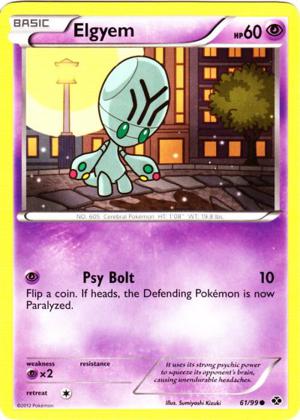 BASIC
Elgyem
HP60
NO. 605 Cerebral Pokémon HT: 1'08" WT: 19.8 lbs.
Psy Bolt 10
Flip a coin. If heads, the Defending Pokémon is now
Paralyzed.
weakness
×2
resistance
retreat
It uses its strange psychic power
to squeeze its opponent's brain,
causing unendurable headaches.
©2012 Pokémon
Illus. Sumiyoshi Kizuki
61/99